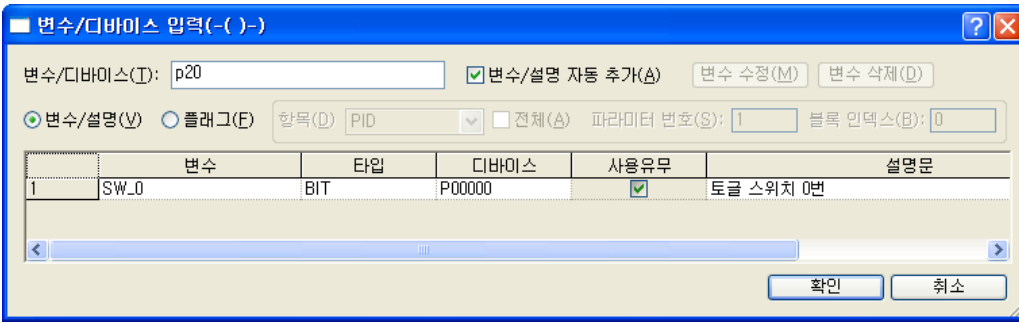 변수/디바이스 입력(-( )-)
변수/디바이스(T): p20 변수/설명 자동 추가(A) 변수 수정(M) 변수 삭제(D)
변수/설명(V) 플래그(F) 항목(D) PID 전체(A) 파라미터 번호(S): 1 블록 인덱스(B): 0
변수 타입 디바이스 사용유무 설명문
1 SW_0 BIT P00000 토글 스위치 0번
확인 취소